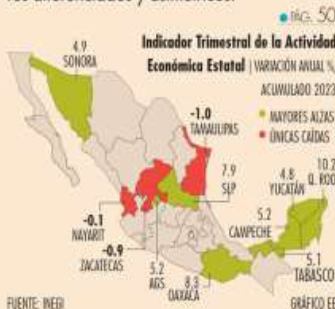 res diferenciados y asimétricos.
PÁG. 50
Indicador Trimestral de la Actividad
Económica Estatal | VARIACIÓN ANUAL %,
ACUMULADO 2023
MAYORES ALZAS
ÚNICAS CAÍDAS
4.9
SONORA
-1.0
TAMAULIPAS
7.9
SLP
10.2
Q. ROO
4.8
YUCATÁN
5.2
CAMPECHE
5.1
TABASCO
-0.1
NAYARIT
-0.9
ZACATECAS
5.2
AGS
8.3
OAXACA
FUENTE: INEGI
GRÁFICO EE